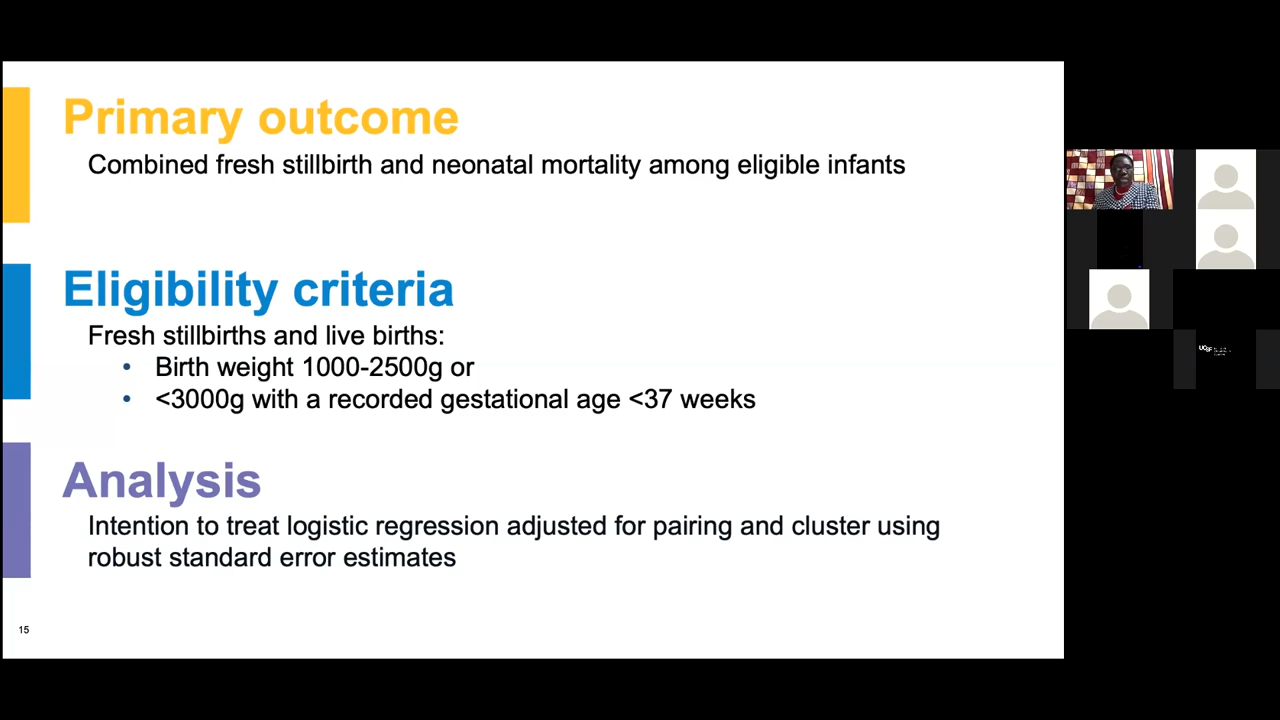 Primary outcome
Combined fresh stillbirth and neonatal mortality among eligible infants
Eligibility criteria
Fresh stillbirths and live births:
• Birth weight 1000-2500g or
• <3000g with a recorded gestational age <37 weeks
Analysis
Intention to treat logistic regression adjusted for pairing and cluster using
robust standard error estimates
15
UCSF